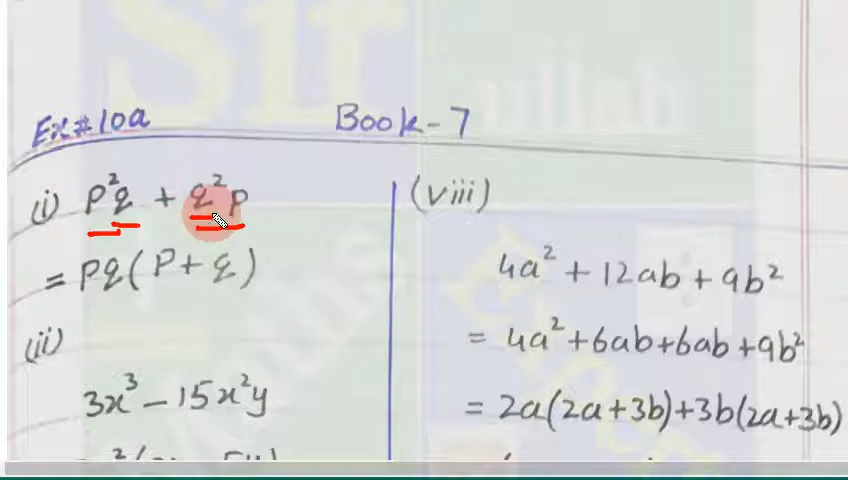 Ex#10a Book-7
(i) p²q + q²p
= pq(p+q)
(ii)
3x³ - 15x²y
(viii)
4a² + 12ab + 9b²
= 4a² + 6ab + 6ab + 9b²
= 2a(2a+3b) + 3b(2a+3b)